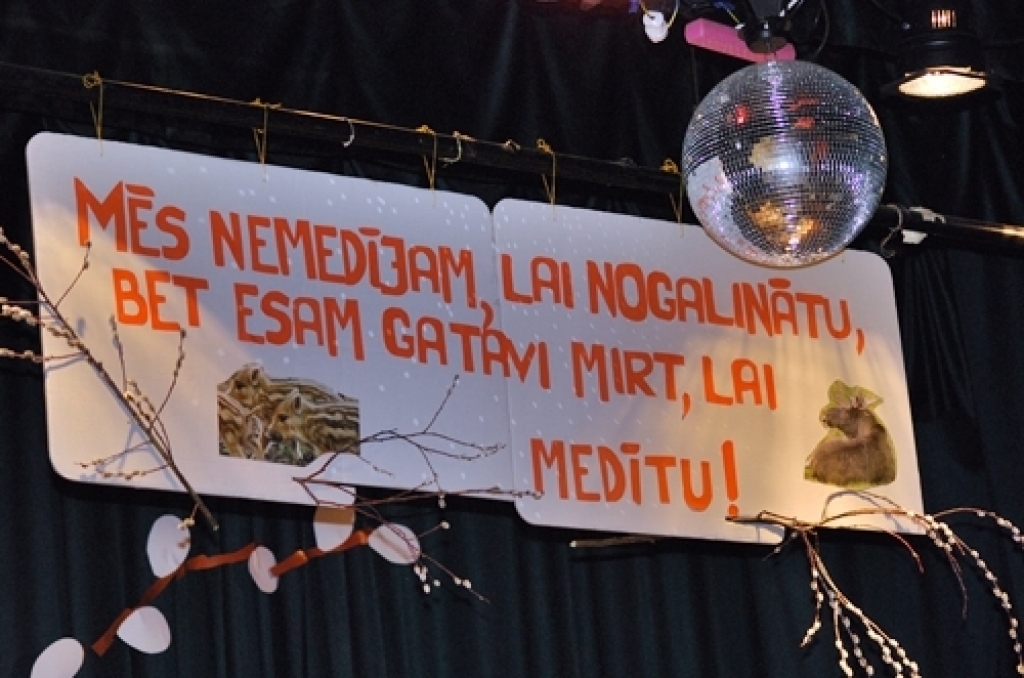 MĒS NEMEDĪJAM, LAI NOGALINĀTU,
BET ESAM GATAVI MIRT, LAI
MEDĪTU!